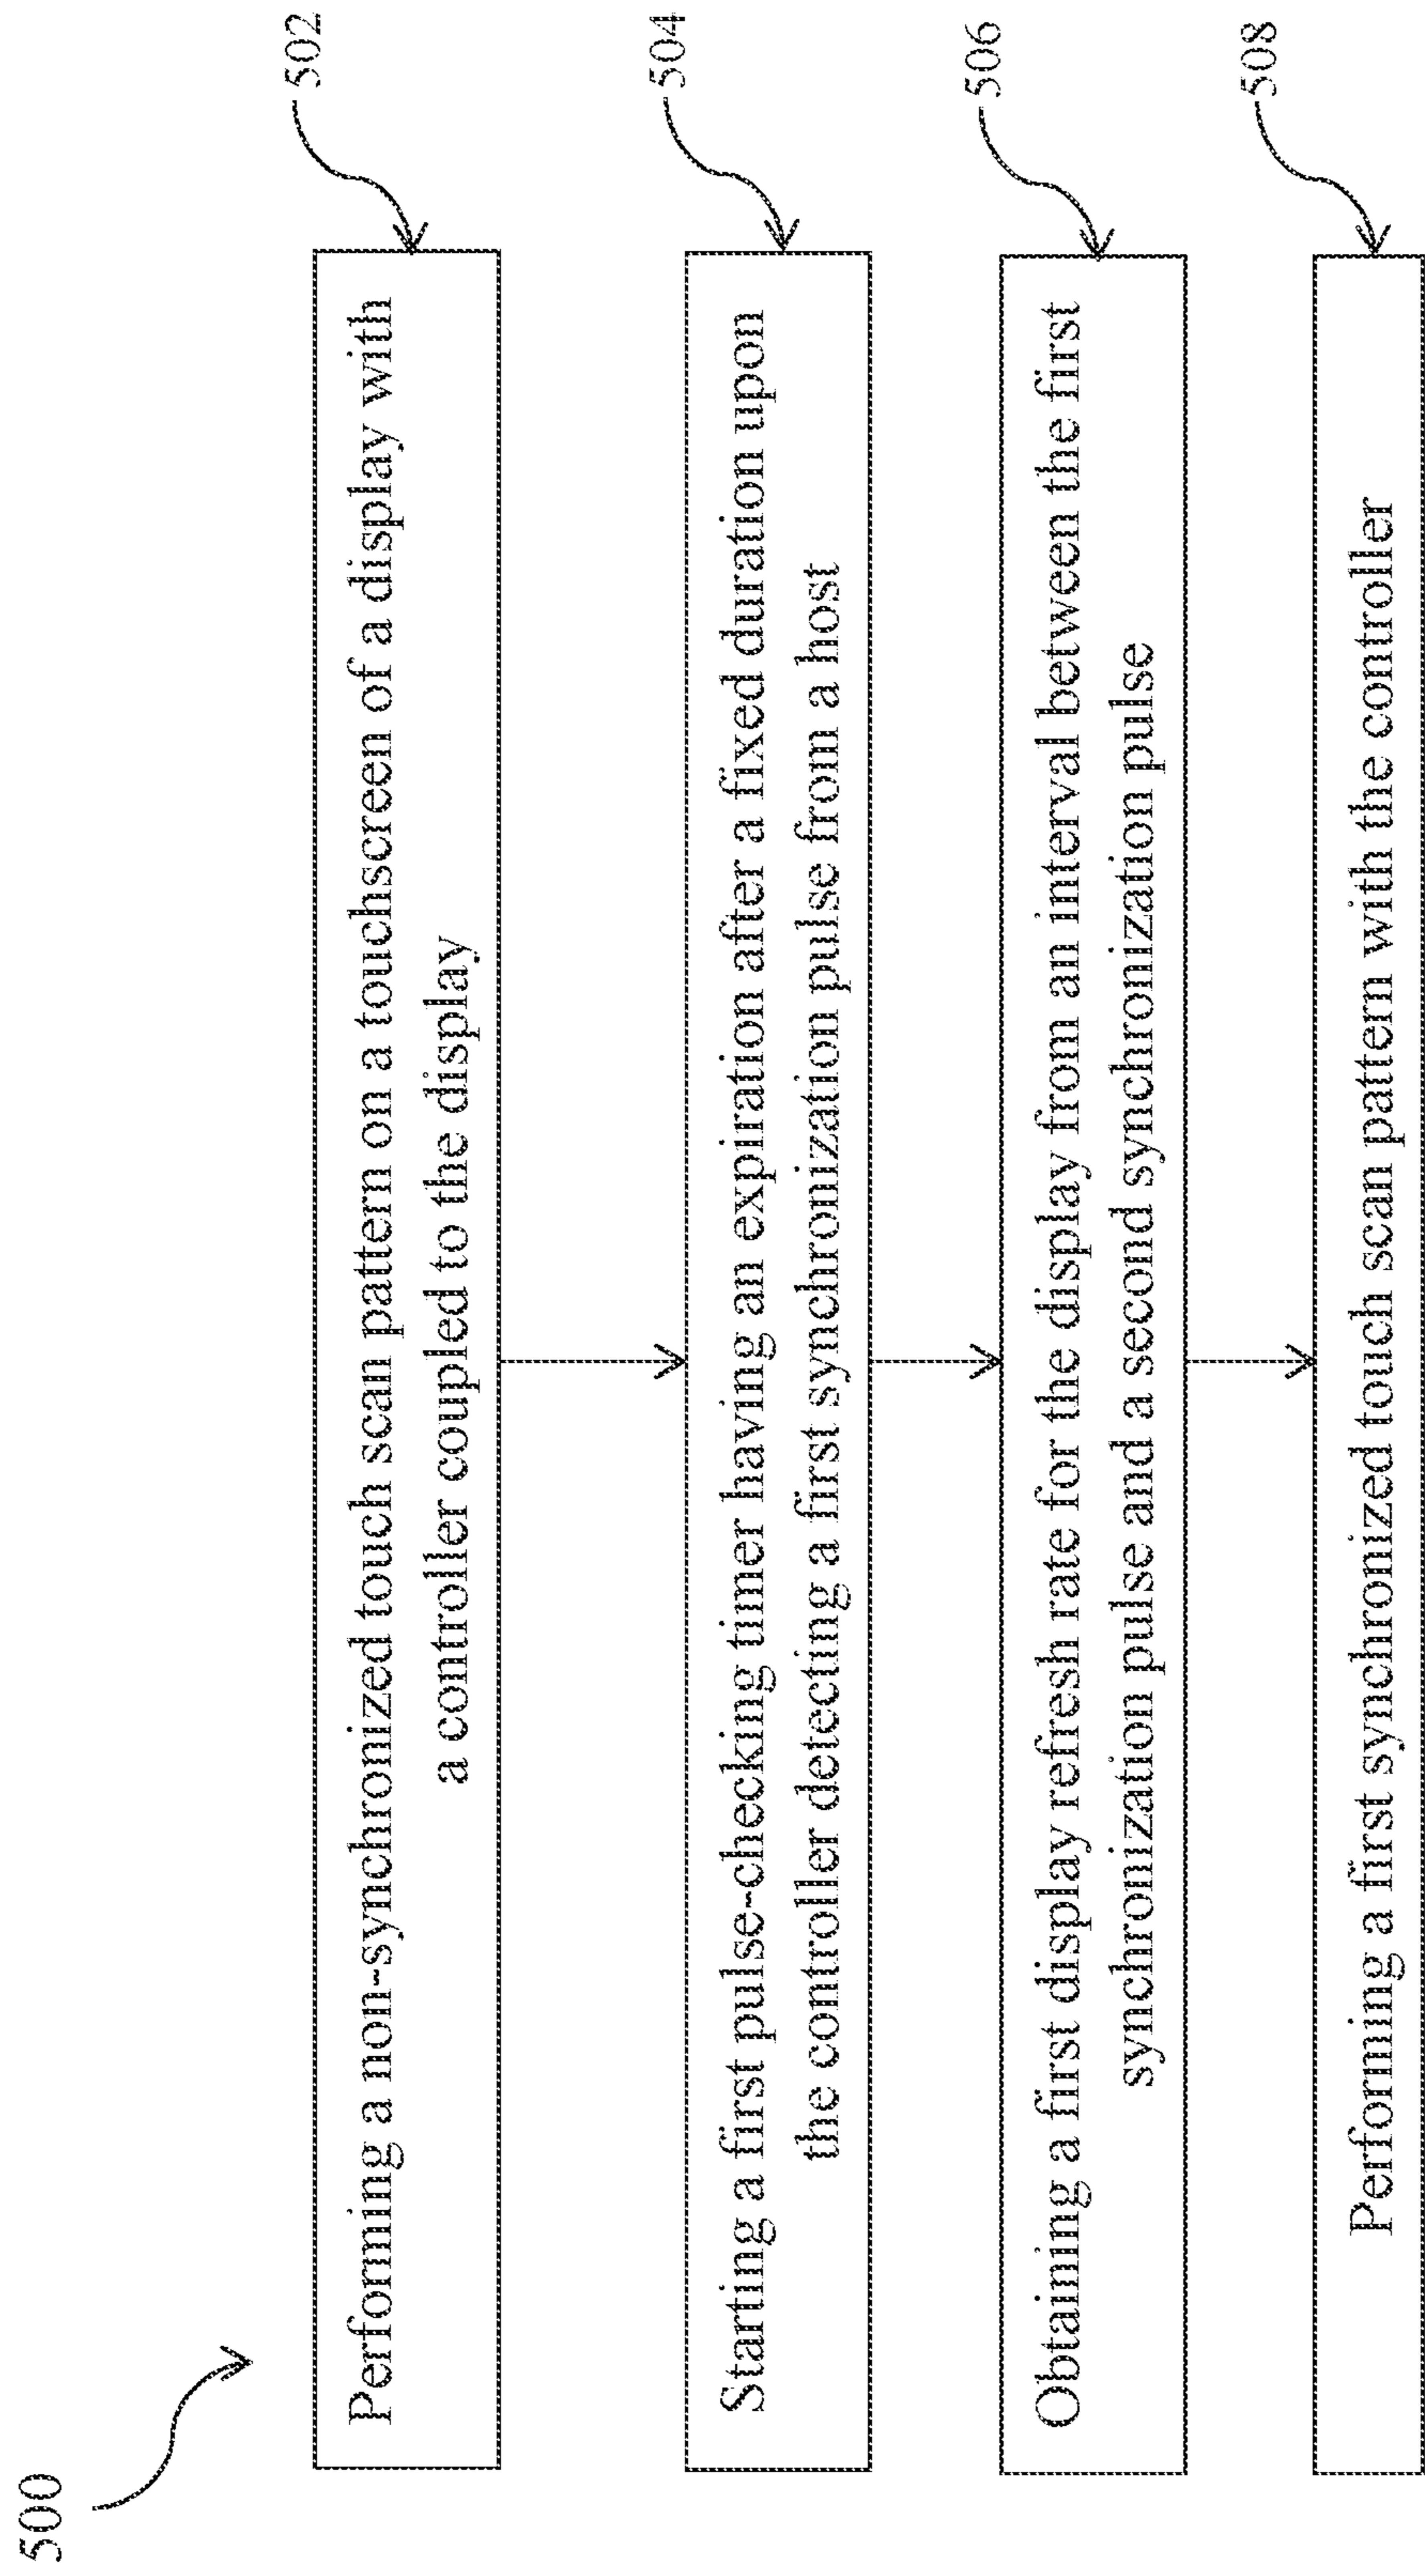 500
Performing a non-synchronized touch scan pattern on a touchscreen of a display with
a controller coupled to the display
502
Starting a first pulse-checking timer having an expiration after a fixed duration upon
the controller detecting a first synchronization pulse from a host
504
Obtaining a first display refresh rate for the display from an interval between the first
synchronization pulse and a second synchronization pulse
506
Performing a first synchronized touch scan pattern with the controller
508